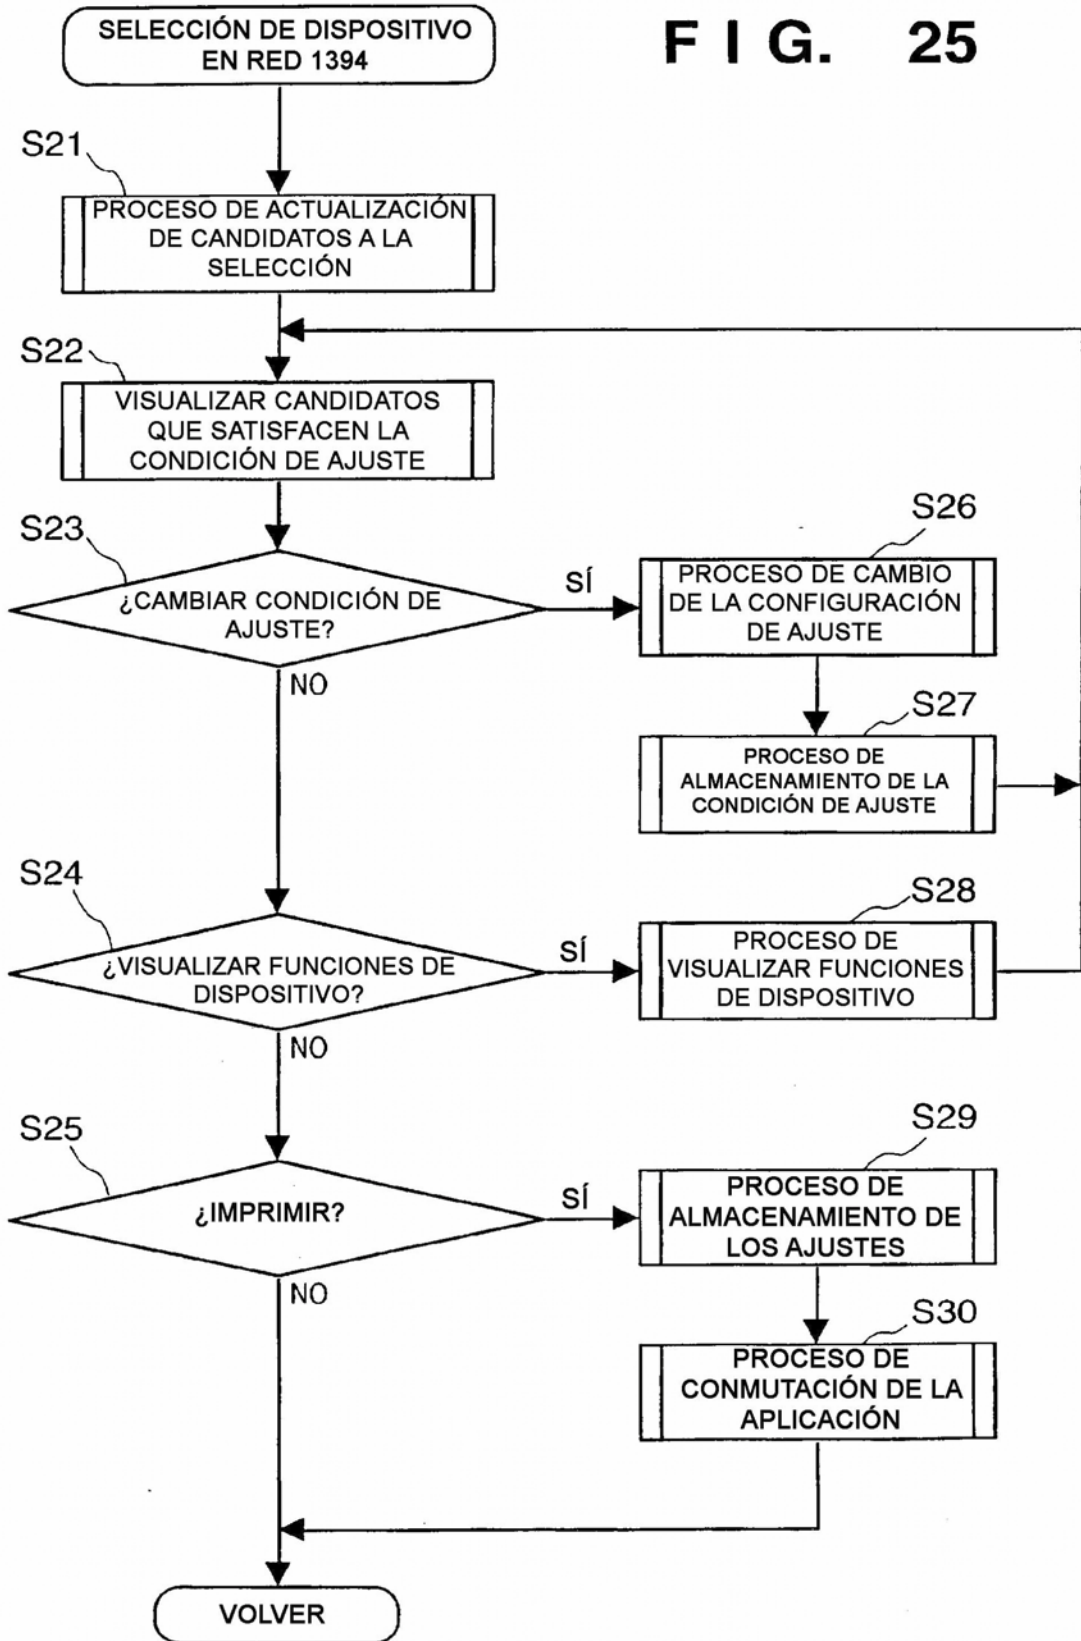 SELECCIÓN DE DISPOSITIVO
EN RED 1394
FIG. 25
S21
PROCESO DE ACTUALIZACIÓN
DE CANDIDATOS A LA
SELECCIÓN
S22
VISUALIZAR CANDIDATOS
QUE SATISFACEN LA
CONDICIÓN DE AJUSTE
S23
¿CAMBIAR CONDICIÓN DE
AJUSTE?
SÍ
NO
S26
PROCESO DE CAMBIO
DE LA CONFIGURACIÓN
DE AJUSTE
S27
PROCESO DE
ALMACENAMIENTO DE LA
CONDICIÓN DE AJUSTE
S24
¿VISUALIZAR FUNCIONES DE
DISPOSITIVO?
SÍ
NO
S28
PROCESO DE
VISUALIZAR FUNCIONES
DE DISPOSITIVO
S25
¿IMPRIMIR?
SÍ
NO
S29
PROCESO DE
ALMACENAMIENTO DE
LOS AJUSTES
S30
PROCESO DE
CONMUTACIÓN DE LA
APLICACIÓN
VOLVER